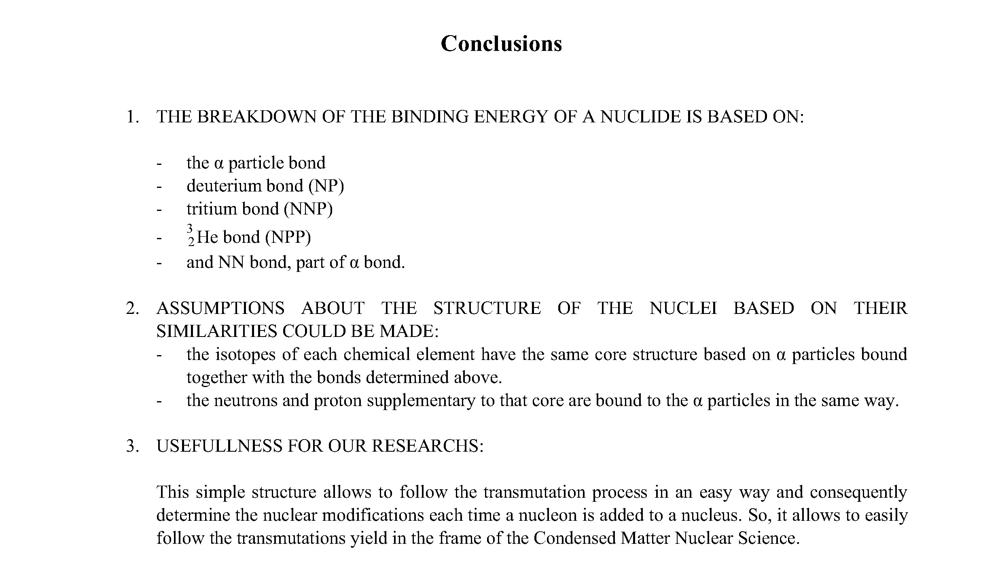 Conclusions
1. THE BREAKDOWN OF THE BINDING ENERGY OF A NUCLIDE IS BASED ON:
- the α particle bond
- deuterium bond (NP)
- tritium bond (NNP)
- ³₂He bond (NPP)
- and NN bond, part of α bond.
2. ASSUMPTIONS ABOUT THE STRUCTURE OF THE NUCLEI BASED ON THEIR
SIMILARITIES COULD BE MADE:
- the isotopes of each chemical element have the same core structure based on α particles bound
together with the bonds determined above.
- the neutrons and proton supplementary to that core are bound to the α particles in the same way.
3. USEFULLNESS FOR OUR RESEARCHS:
This simple structure allows to follow the transmutation process in an easy way and consequently
determine the nuclear modifications each time a nucleon is added to a nucleus. So, it allows to easily
follow the transmutations yield in the frame of the Condensed Matter Nuclear Science.